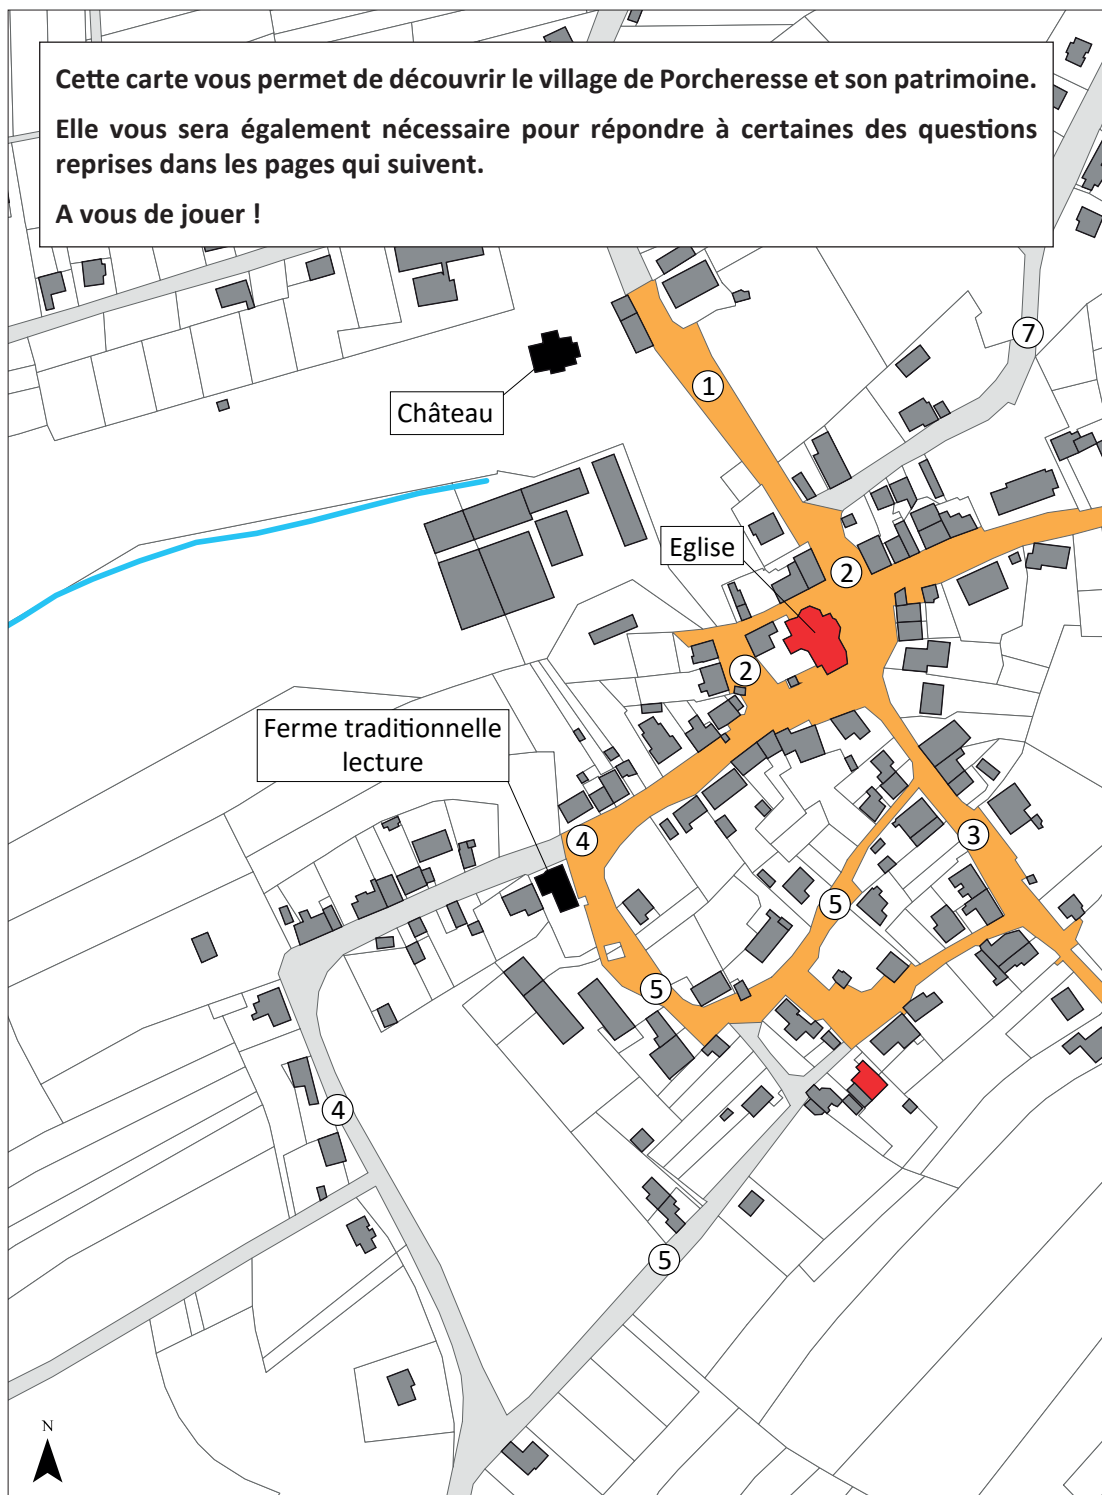 Cette carte vous permet de découvrir le village de Porcheresse et son patrimoine.
Elle vous sera également nécessaire pour répondre à certaines des questions
reprises dans les pages qui suivent.
A vous de jouer !
7
1
Château
Eglise
2
2
Ferme traditionnelle
lecture
4
3
5
5
4
5
N